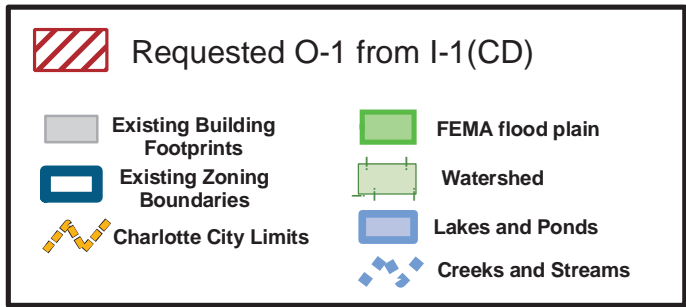 Requested O-1 from I-1(CD)
Existing Building
Footprints
Existing Zoning
Boundaries
Charlotte City Limits
FEMA flood plain
Watershed
Lakes and Ponds
Creeks and Streams